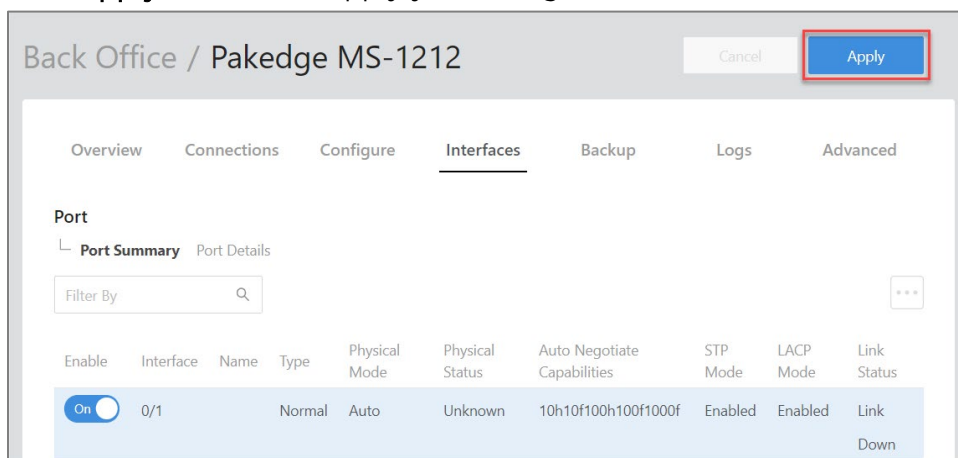 Back Office / Pakedge MS-1212 Cancel Apply
Overview Connections Configure Interfaces Backup Logs Advanced
Port
Port Summary Port Details
Filter By
Enable Interface Name Type Physical Mode Physical Status Auto Negotiate Capabilities STP Mode LACP Mode Link Status
On 0/1 Normal Auto Unknown 10h10f100h100f1000f Enabled Enabled Link Down